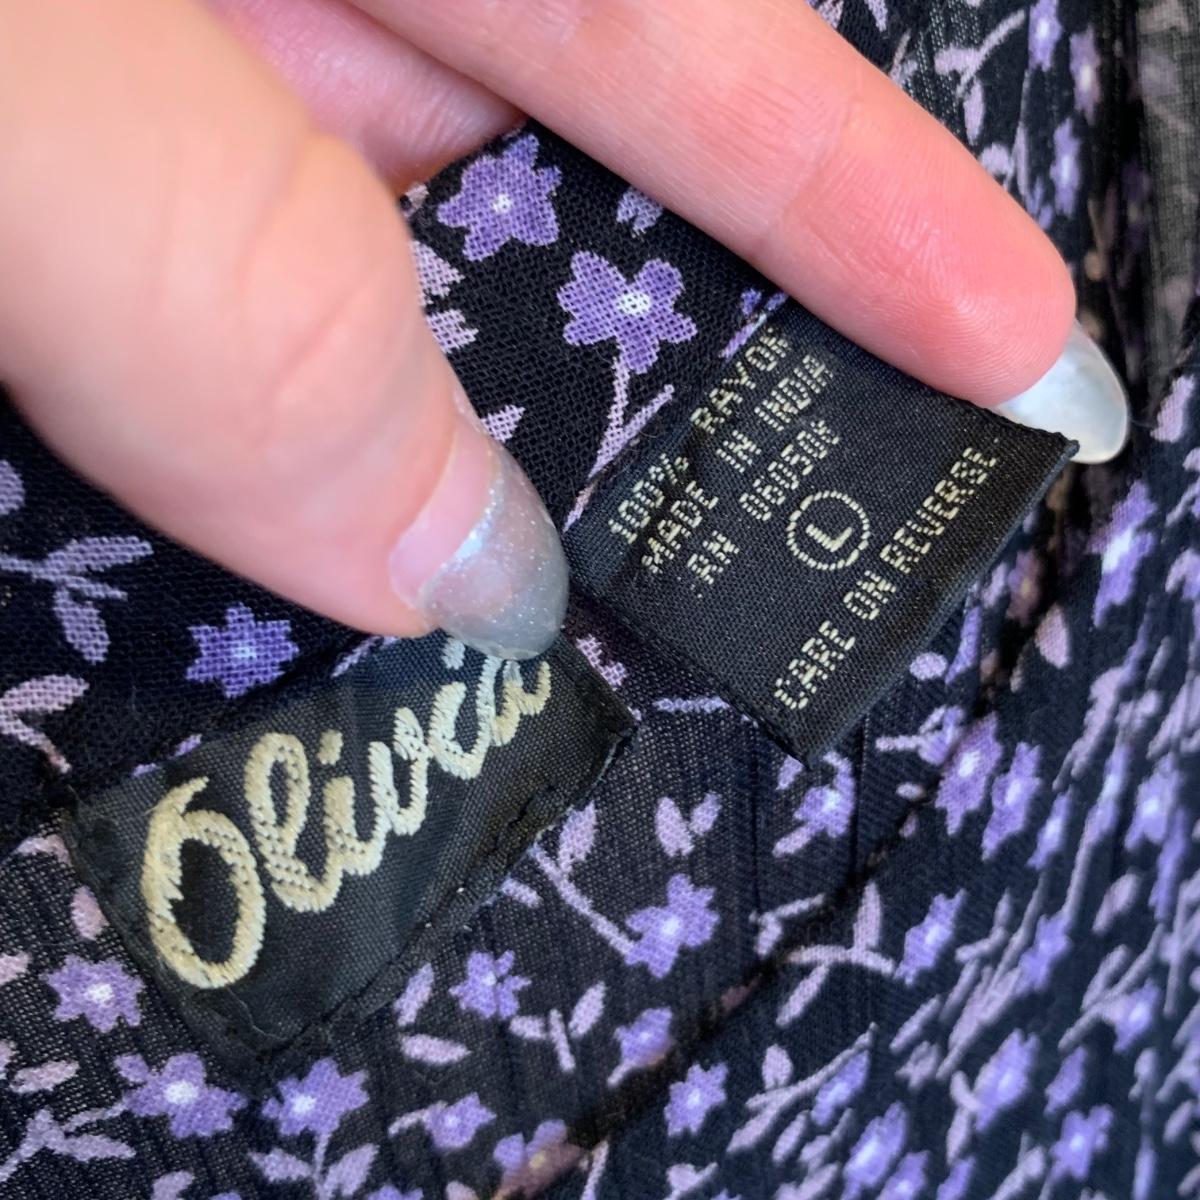 Olivia
100% RAYON
MADE IN INDIA
RN
L
CARE ON REVERSE